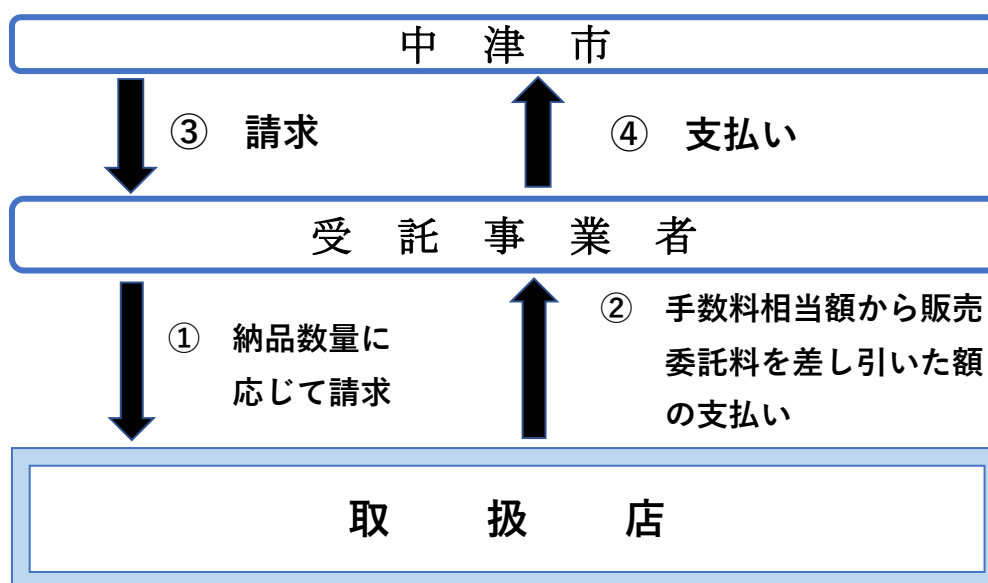 中　津　市
③　請求
④　支払い
受　託　事　業　者
①　納品数量に
応じて請求
②　手数料相当額から販売
委託料を差し引いた額
の支払い
取　扱　店